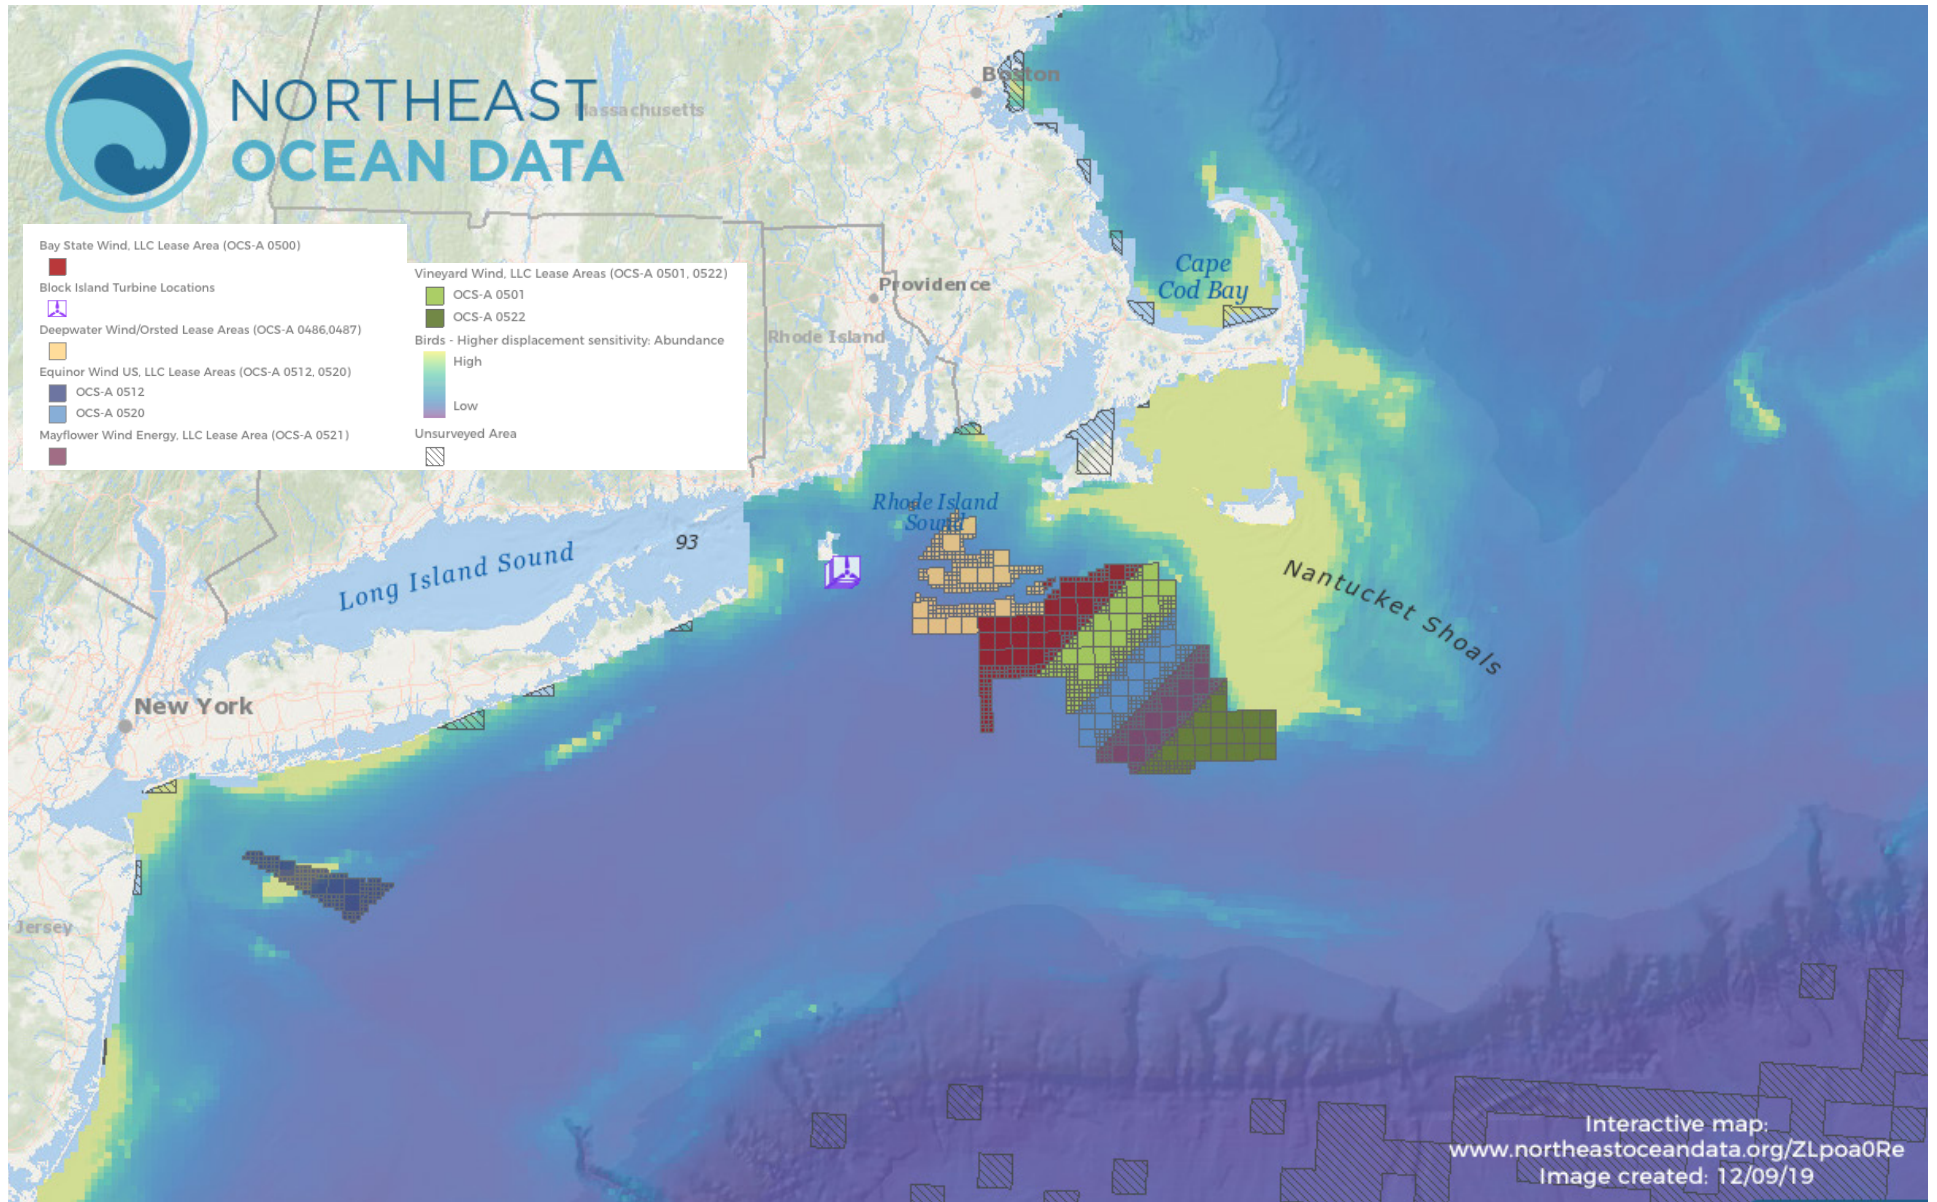 NORTHEAST
OCEAN DATA
Massachusetts
Boston
Bay State Wind, LLC Lease Area (OCS-A 0500)
Block Island Turbine Locations
Deepwater Wind/Orsted Lease Areas (OCS-A 0486,0487)
Equinor Wind US, LLC Lease Areas (OCS-A 0512, 0520)
OCS-A 0512
OCS-A 0520
Mayflower Wind Energy, LLC Lease Area (OCS-A 0521)
Vineyard Wind, LLC Lease Areas (OCS-A 0501, 0522)
OCS-A 0501
OCS-A 0522
Birds - Higher displacement sensitivity: Abundance
High
Low
Unsurveyed Area
Cape
Cod Bay
Providence
Rhode Island
Rhode Island
Sound
93
Long Island Sound
Nantucket Shoals
New York
Jersey
Interactive map:
www.northeastoceandata.org/ZLpoa0Re
Image created: 12/09/19